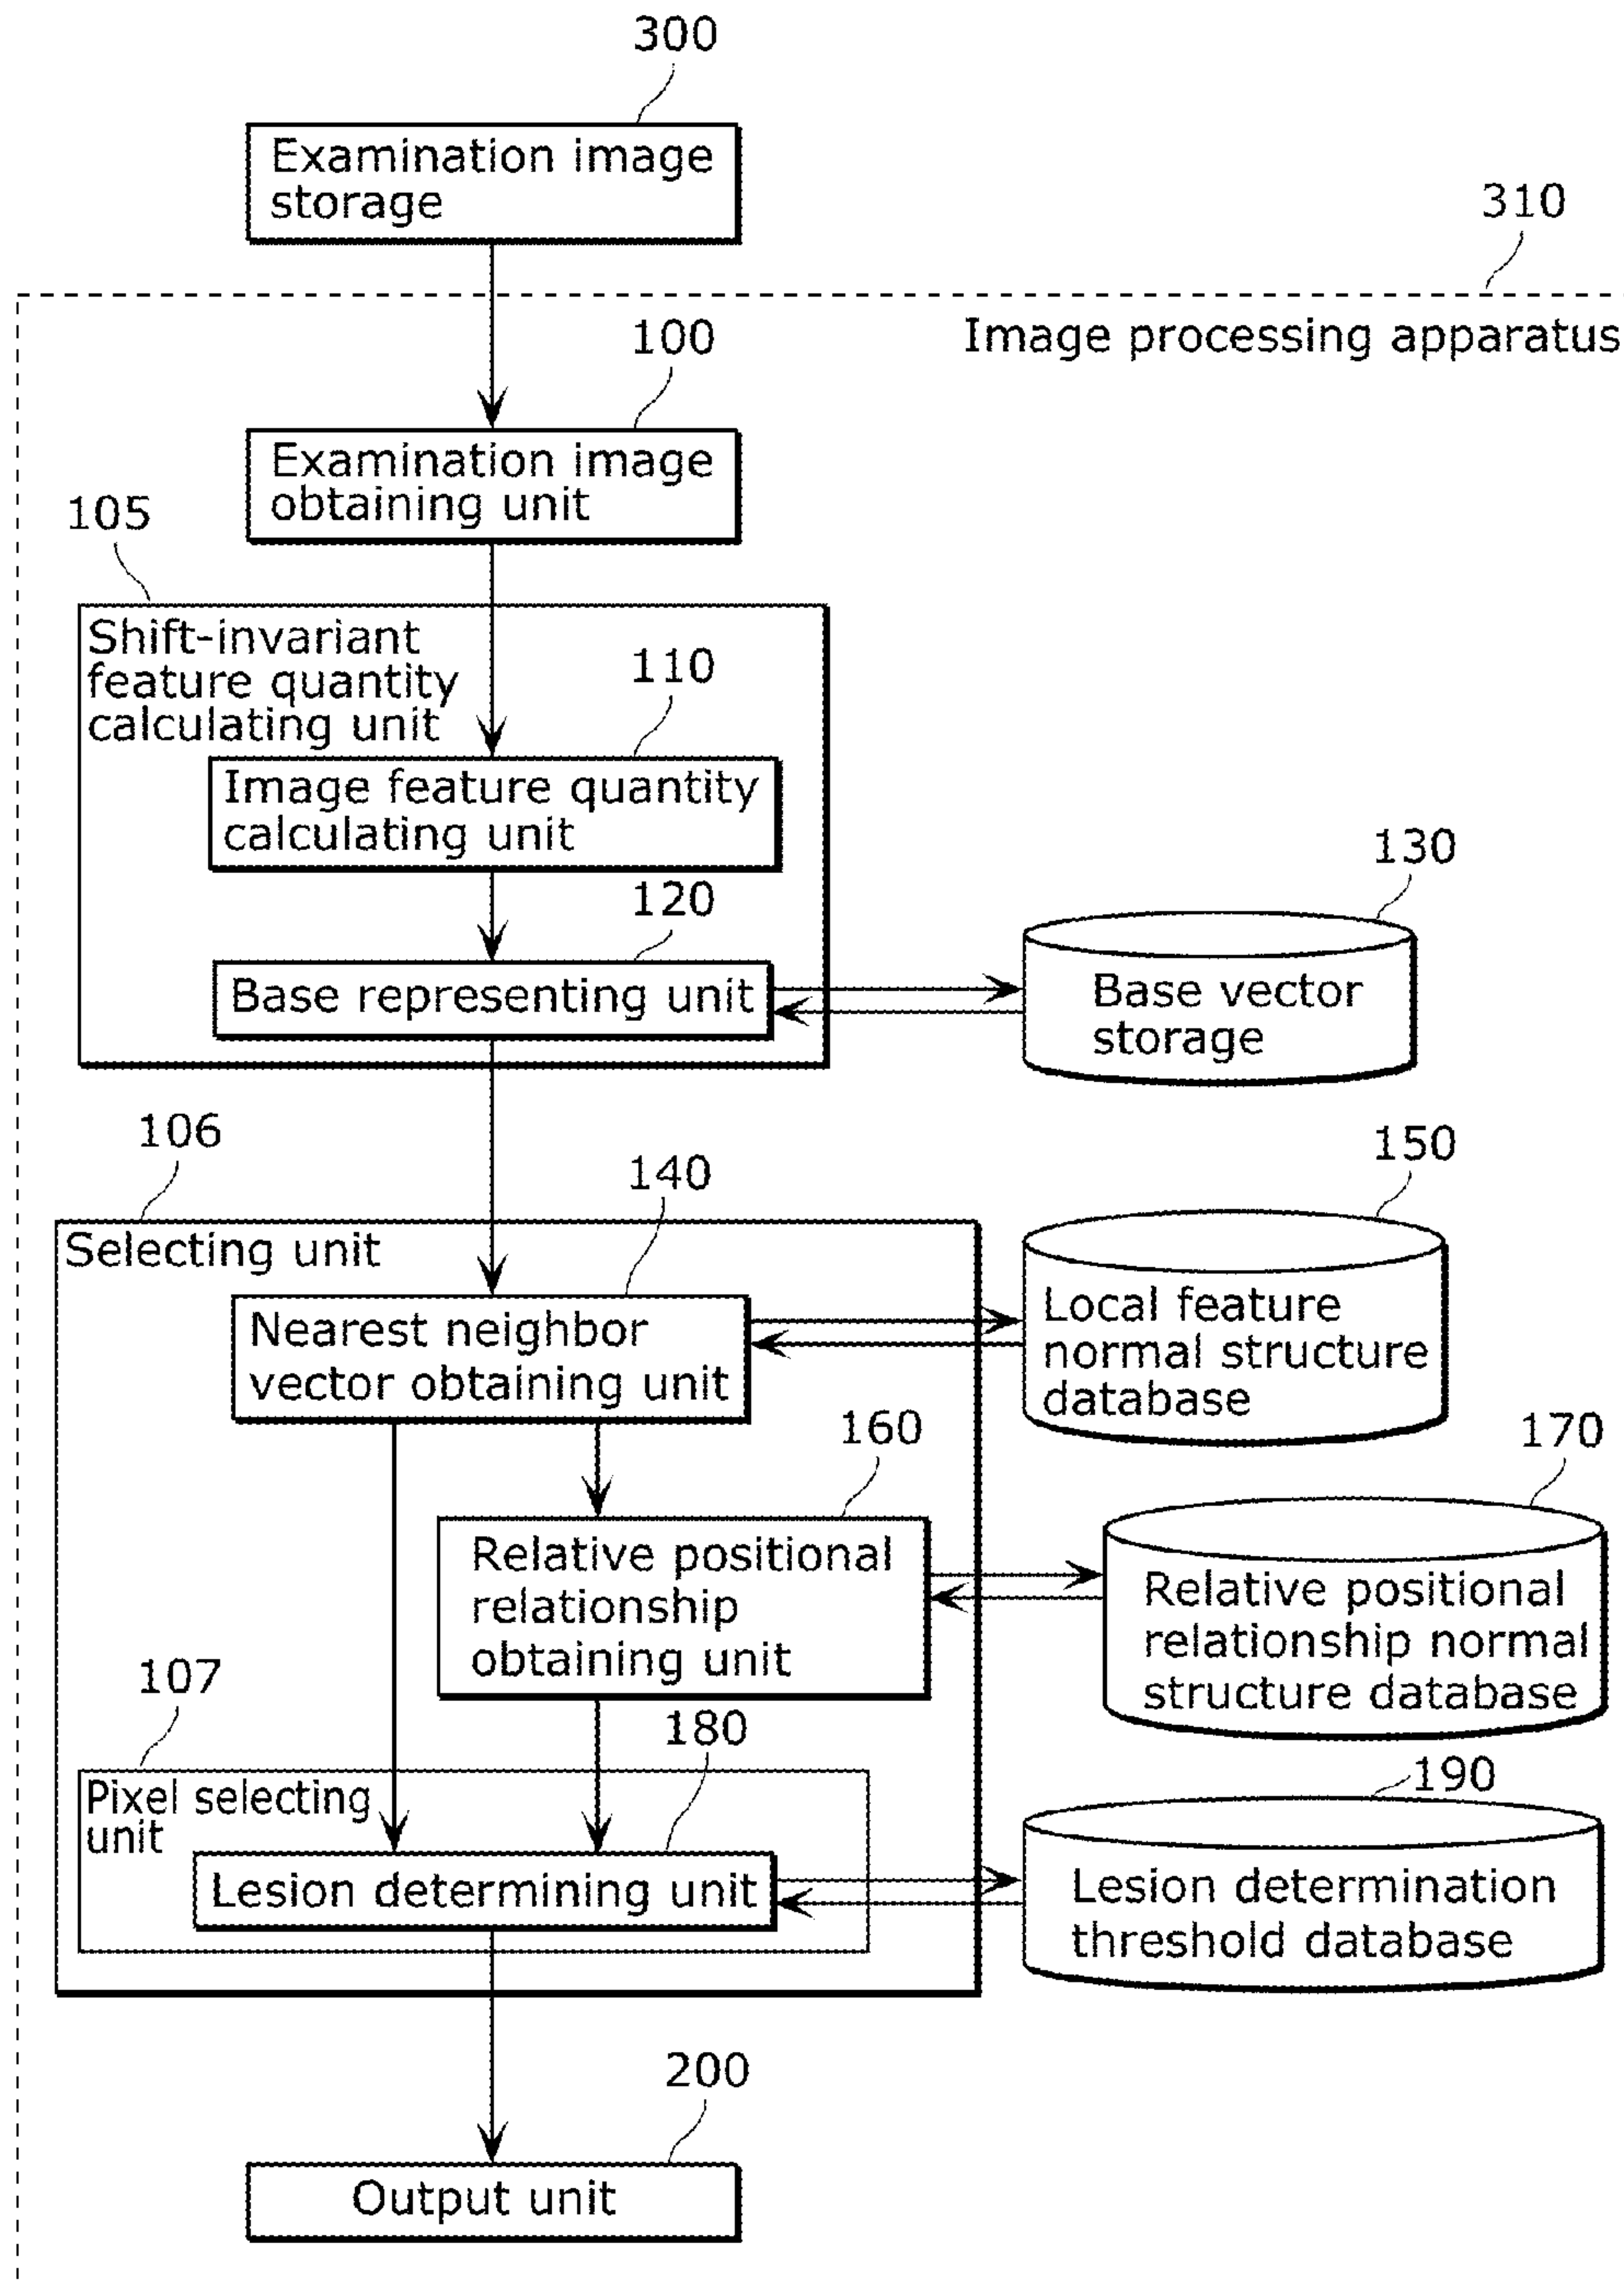 300
Examination image
storage
310
Image processing apparatus
100
Examination image
obtaining unit
105
Shift-invariant
feature quantity
calculating unit
110
Image feature quantity
calculating unit
120
Base representing unit
130
Base vector
storage
106
Selecting unit
140
Nearest neighbor
vector obtaining unit
150
Local feature
normal structure
database
160
Relative positional
relationship
obtaining unit
170
Relative positional
relationship normal
structure database
107
Pixel selecting
unit
180
Lesion determining unit
190
Lesion determination
threshold database
200
Output unit